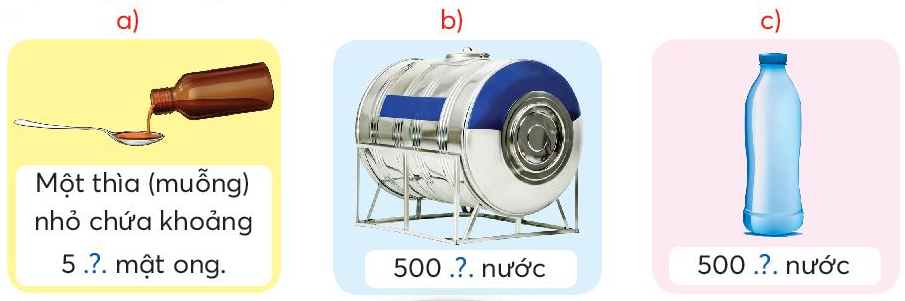 a)
b)
c)
Một thìa (muỗng)
nhỏ chứa khoảng
5 .?. mật ong.
500 .?. nước
500 .?. nước